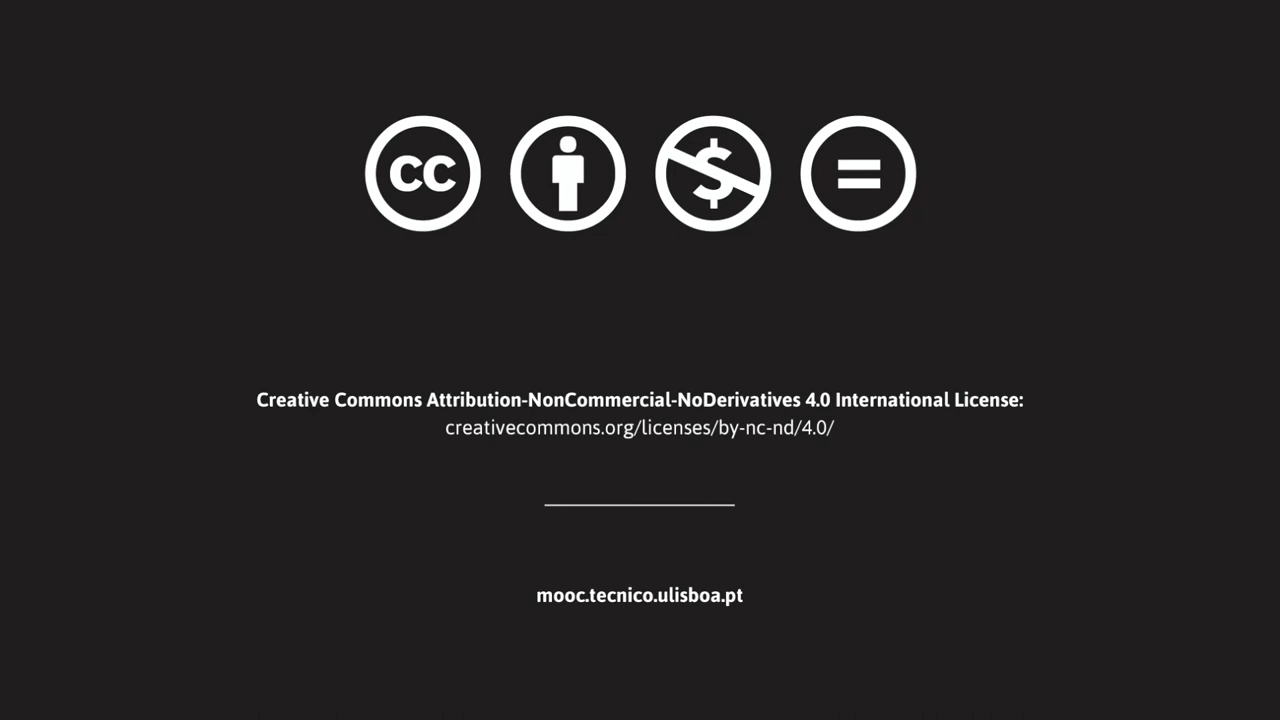 cc
$
=
Creative Commons Attribution-NonCommercial-NoDerivatives 4.0 International License:
creativecommons.org/licenses/by-nc-nd/4.0/
mooc.tecnico.ulisboa.pt